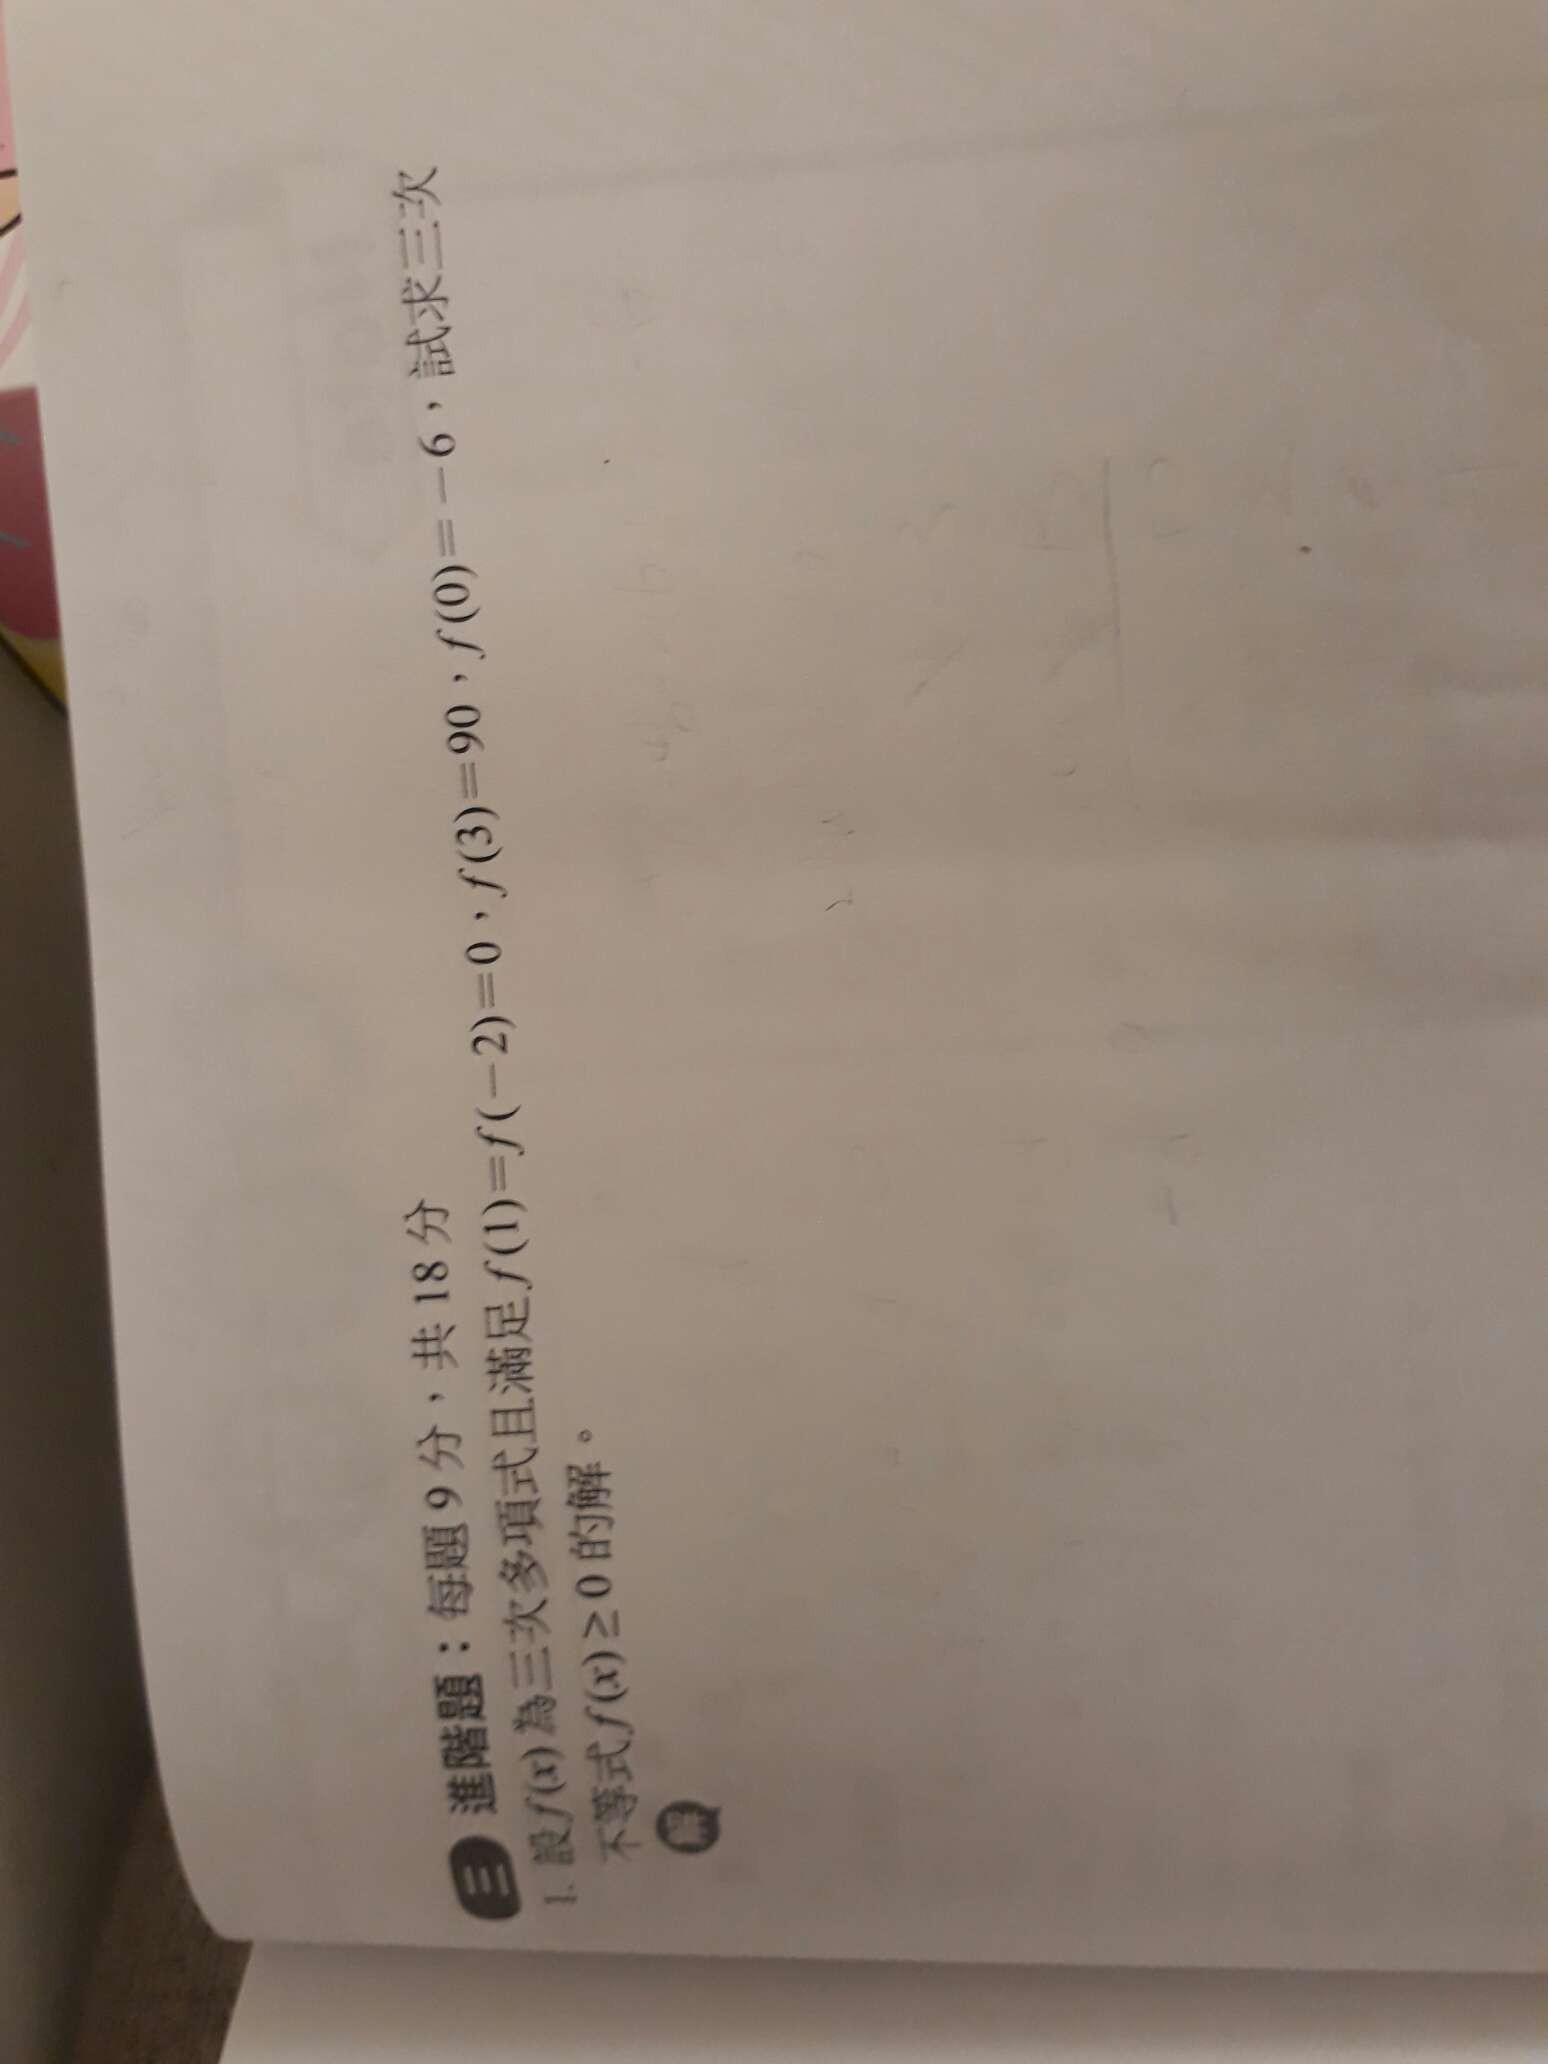 三 進階題：每題 9 分，共 18 分
1. 設 f(x) 為三次多項式且滿足 f(1)=f(−2)=0、f(3)=90、f(0)=−6，試求三次
不等式 f(x)≥0 的解。
解